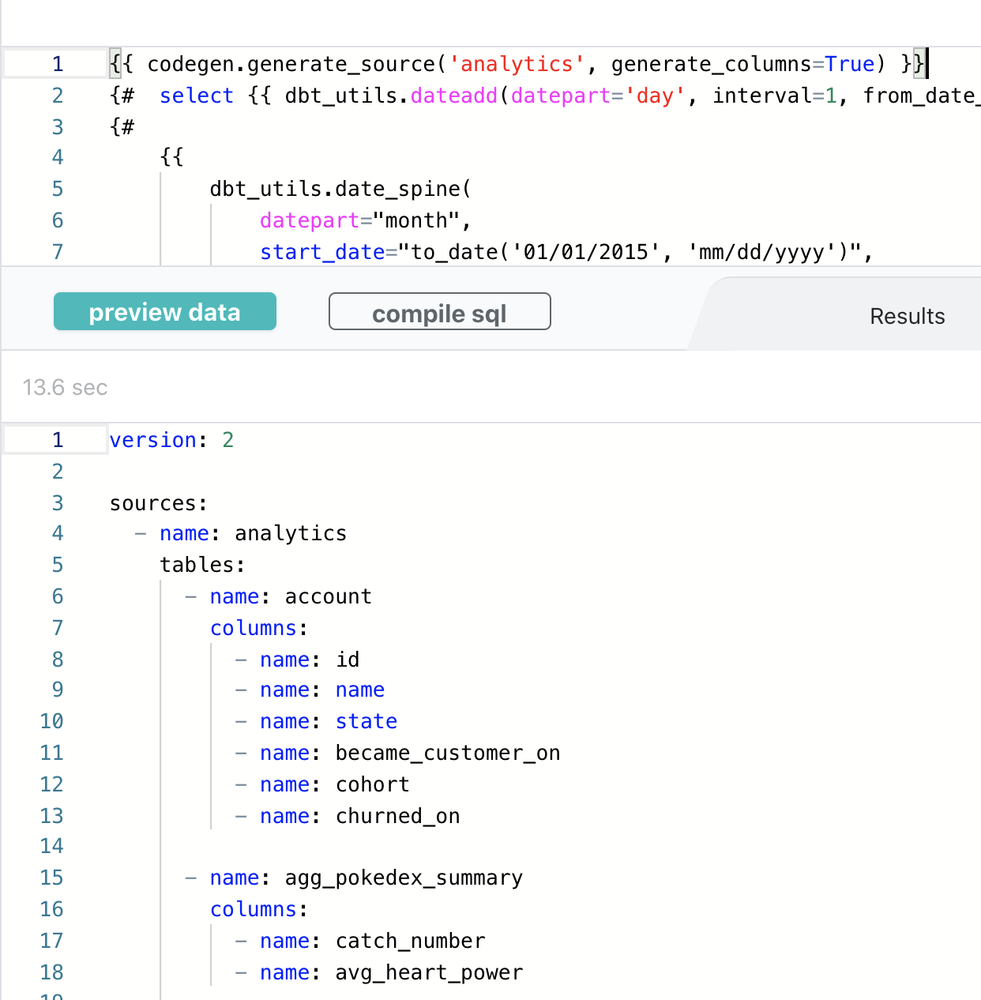 1 {{ codegen.generate_source('analytics', generate_columns=True) }}
2 {#  select {{ dbt_utils.dateadd(datepart='day', interval=1, from_date_
3 {#
4 {{
5 dbt_utils.date_spine(
6 datepart="month",
7 start_date="to_date('01/01/2015', 'mm/dd/yyyy')",
preview data compile sql Results
13.6 sec
1 version: 2
2
3 sources:
4 - name: analytics
5 tables:
6 - name: account
7 columns:
8 - name: id
9 - name: name
10 - name: state
11 - name: became_customer_on
12 - name: cohort
13 - name: churned_on
14
15 - name: agg_pokedex_summary
16 columns:
17 - name: catch_number
18 - name: avg_heart_power